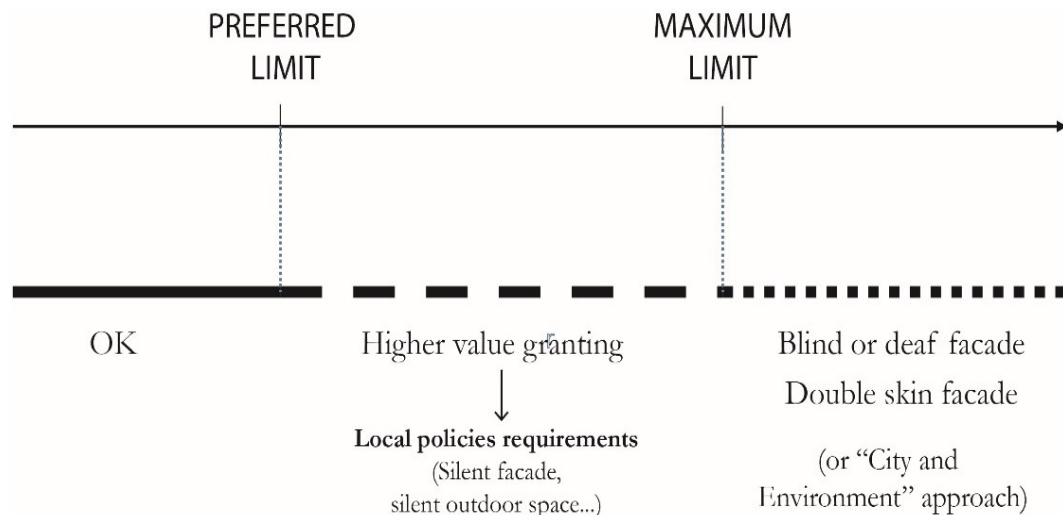 PREFERRED
LIMIT
MAXIMUM
LIMIT
OK
Higher value granting
Local policies requirements
(Silent facade,
silent outdoor space...)
Blind or deaf facade
Double skin facade
(or “City and
Environment” approach)